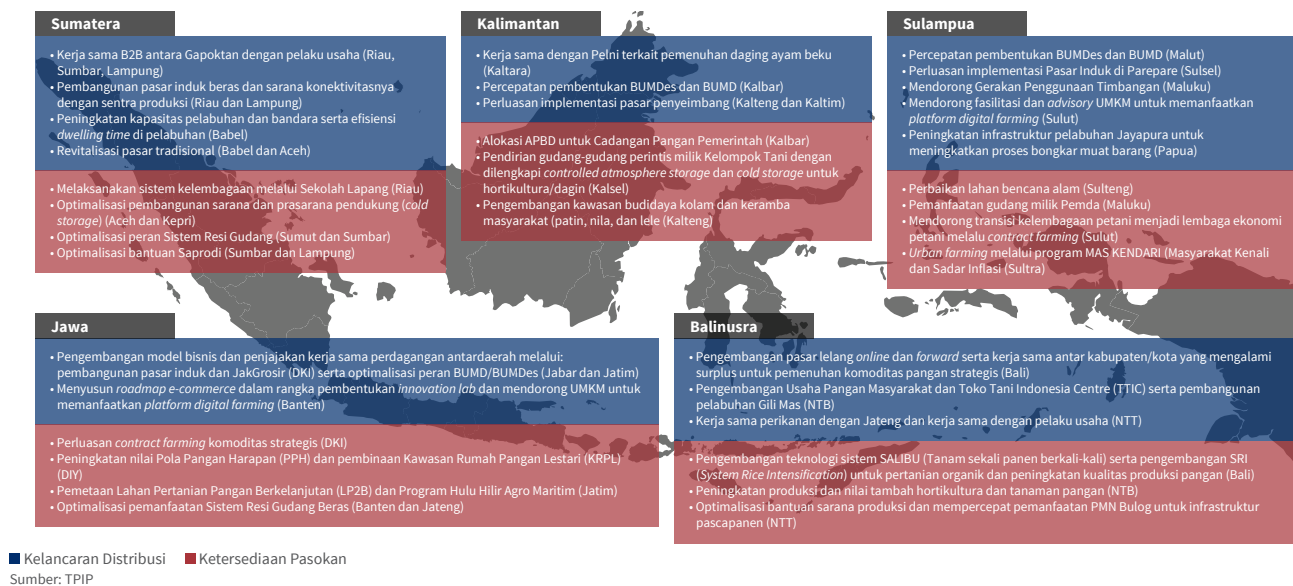 Sumatera
• Kerja sama B2B antara Gapoktan dengan pelaku usaha (Riau,
Sumbar, Lampung)
• Pembangunan pasar induk beras dan sarana konektivitasnya
dengan sentra produksi (Riau dan Lampung)
• Peningkatan kapasitas pelabuhan dan bandara serta efisiensi
dwelling time di pelabuhan (Babel)
• Revitalisasi pasar tradisional (Babel dan Aceh)
• Melaksanakan sistem kelembagaan melalui Sekolah Lapang (Riau)
• Optimalisasi pembangunan sarana dan prasarana pendukung (cold
storage) (Aceh dan Kepri)
• Optimalisasi peran Sistem Resi Gudang (Sumut dan Sumbar)
• Optimalisasi bantuan Saprodi (Sumbar dan Lampung)
Kalimantan
• Kerja sama dengan Pelni terkait pemenuhan daging ayam beku
(Kaltara)
• Percepatan pembentukan BUMDes and BUMD (Kalbar)
• Perluasan implementasi pasar penyeimbang (Kalteng dan Kaltim)
• Alokasi APBD untuk Cadangan Pangan Pemerintah (Kalbar)
• Pendirian gudang-gudang perintis milik Kelompok Tani dengan
dilengkapi controlled atmosphere storage dan cold storage untuk
hortikultura/dagin (Kalsel)
• Pengembangan kawasan budidaya kolam dan keramba
masyarakat (patin, nila, dan lele (Kalteng)
Sulampua
• Percepatan pembentukan BUMDes and BUMD (Malut)
• Perluasan implementasi Pasar Induk di Parepare (Sulsel)
• Mendorong Gerakan Penggunaan Timbangan (Maluku)
• Mendorong fasilitasi dan advisory UMKM untuk memanfaatkan
platform digital farming (Sulut)
• Peningkatan infrastruktur pelabuhan Jayapura untuk
meningkatkan proses bongkar muat barang (Papua)
• Perbaikan lahan bencana alam (Sulteng)
• Pemanfaatan gudang milik Pemda (Maluku)
• Mendorong transisi kelembagaan petani menjadi lembaga ekonomi
petani melalu contract farming (Sulut)
• Urban farming melalui program MAS KENDARI (Masyarakat Kenali
dan Sadar Inflasi (Sultra)
Jawa
• Pengembangan model bisnis dan penjajakan kerja sama perdagangan antardaerah melalui:
pembangunan pasar induk dan JakGrosir (DKI) serta optimalisasi peran BUMD/BUMDes (Jabar dan Jatim)
• Menyusun roadmap e-commerce dalam rangka pembentukan innovation lab dan mendorong UMKM untuk
memanfaatkan platform digital farming (Banten)
• Perluasan contract farming komoditas strategis (DKI)
• Peningkatan nilai Pola Pangan Harapan (PPH) dan pembinaan Kawasan Rumah Pangan Lestari (KRPL)
(DIY)
• Pemetaan Lahan Pertanian Pangan Berkelanjutan (LP2B) dan Program Hulu Hilir Agro Maritim (Jatim)
• Optimalisasi pemanfaatan Sistem Resi Gudang Beras (Banten dan Jateng)
Balinusra
• Pengembangan pasar lelang online dan forward serta kerja sama antar kabupaten/kota yang mengalami
surplus untuk pemenuhan komoditas pangan strategis (Bali)
• Pengembangan Usaha Pangan Masyarakat dan Toko Tani Indonesia Centre (TTIC) serta pembangunan
pelabuhan Gili Mas (NTB)
• Kerja sama perikanan dengan Jateng dan kerja sama dengan pelaku usaha (NTT)
• Pengembangan teknologi sistem SALIBU (Tanam sekali panen berkali-kali) serta pengembangan SRI
(System Rice Intensification) untuk pertanian organik dan peningkatan kualitas produksi pangan (Bali)
• Peningkatan produksi dan nilai tambah hortikultura dan tanaman pangan (NTB)
• Optimalisasi bantuan sarana produksi dan mempercepat pemanfaatan PMN Bulog untuk infrastruktur
pascapanen (NTT)
Kelancaran Distribusi Ketersediaan Pasokan
Sumber: TPIP